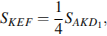 S_{KEF} = \frac{1}{4} S_{AKD_1},